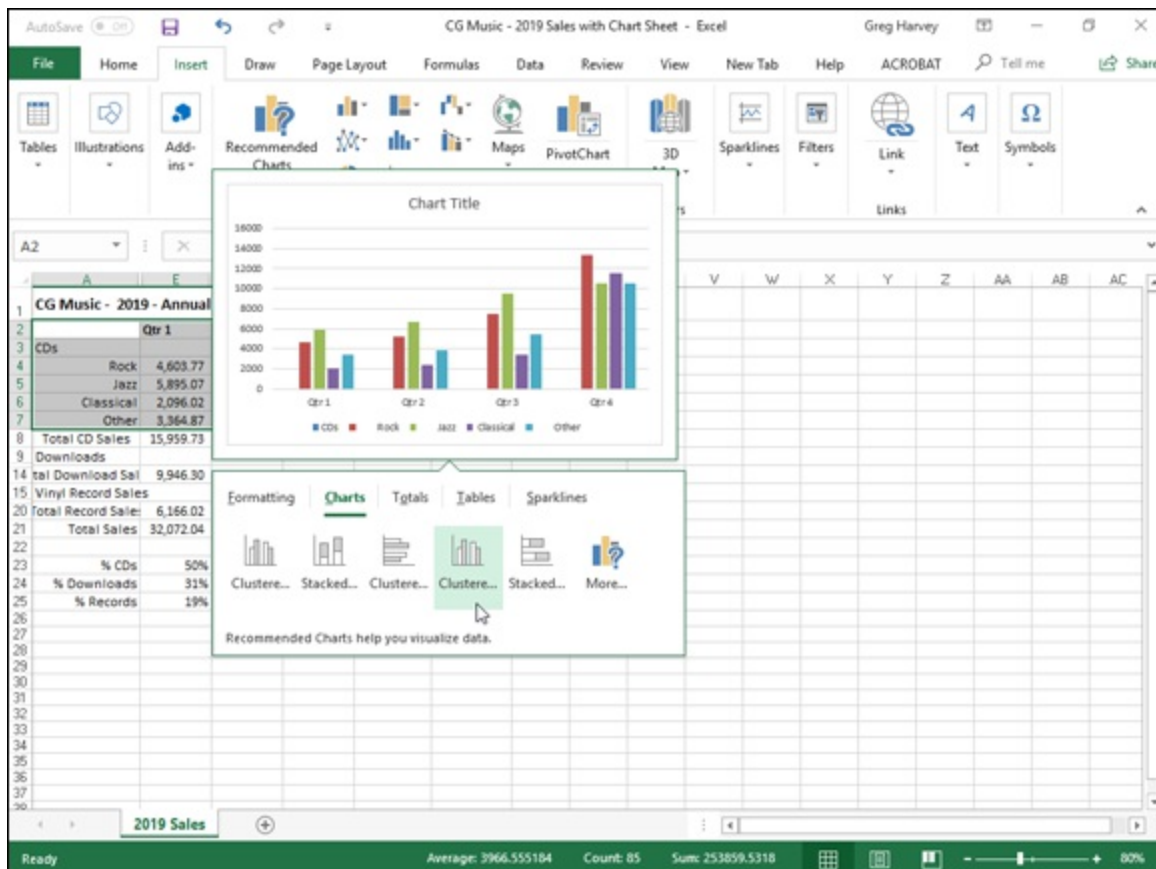 AutoSave Off CG Music - 2019 Sales with Chart Sheet - Excel Greg Harvey
File Home Insert Draw Page Layout Formulas Data Review View New Tab Help ACROBAT Tell me Share
Tables Illustrations Add-ins Recommended Charts Maps PivotChart 3D Sparklines Filters Link Text Symbols
Links
A2
A E V W X Y Z AA AB AC
1 CG Music - 2019 - Annual
2 Qtr 1
3 CDs
4 Rock 4,603.77
5 Jazz 5,895.07
6 Classical 2,096.02
7 Other 3,364.87
8 Total CD Sales 15,959.73
9 Downloads
14 tal Download Sal 9,946.30
15 Vinyl Record Sales
20 Total Record Sale: 6,166.02
21 Total Sales 32,072.04
22
23 % CDs 50%
24 % Downloads 31%
25 % Records 19%
26
27
28
29
30
31
32
33
34
35
36
37
Chart Title
16000
14000
12000
10000
8000
6000
4000
2000
0
Qtr 1 Qtr 2 Qtr 3 Qtr 4
CDs Rock Jazz Classical Other
Formatting Charts Totals Tables Sparklines
Clustere... Stacked... Clustere... Clustere... Stacked... More...
Recommended Charts help you visualize data.
2019 Sales
Ready Average: 3966.555184 Count: 85 Sum: 253859.5318 80%